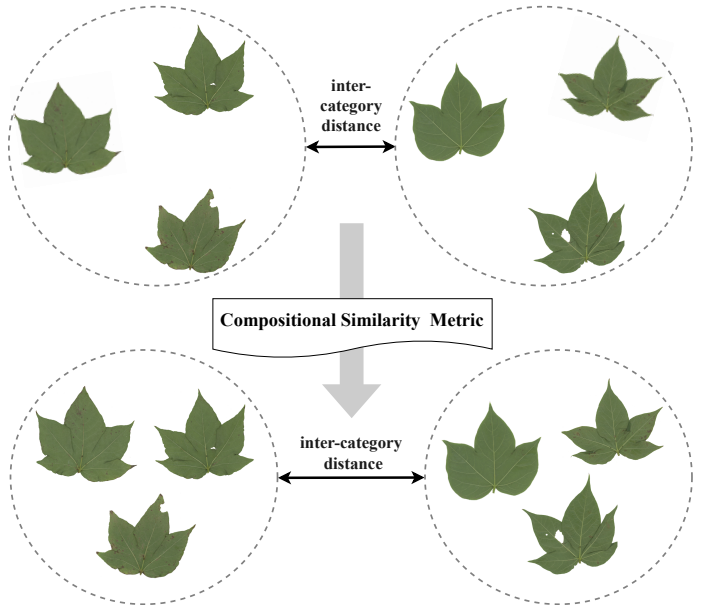 inter-
category
distance
Compositional Similarity Metric
inter-category
distance